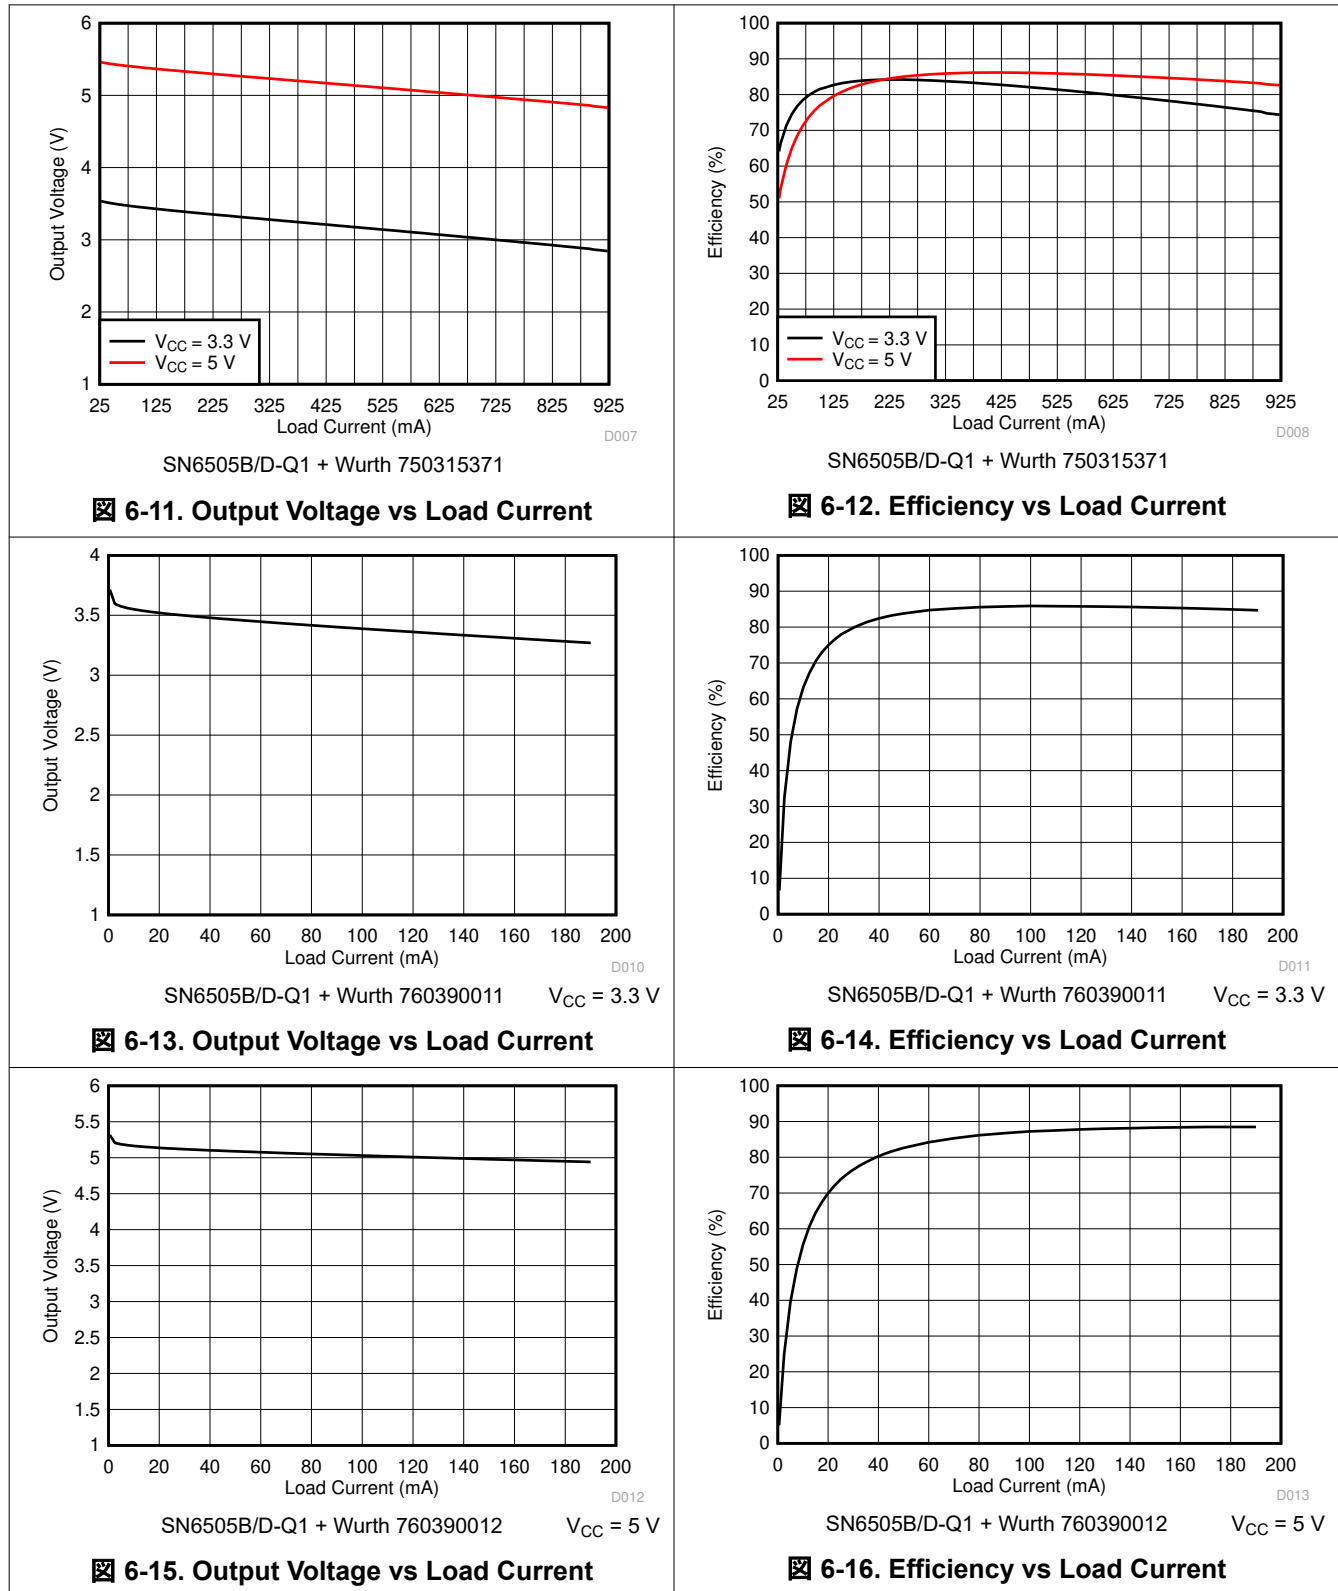 6
5
4
3
2
1
Output Voltage (V)
V_CC = 3.3 V
V_CC = 5 V
25 125 225 325 425 525 625 725 825 925
Load Current (mA)
D007
SN6505B/D-Q1 + Wurth 750315371
図 6-11. Output Voltage vs Load Current
100
90
80
70
60
50
40
30
20
10
0
Efficiency (%)
V_CC = 3.3 V
V_CC = 5 V
25 125 225 325 425 525 625 725 825 925
Load Current (mA)
D008
SN6505B/D-Q1 + Wurth 750315371
図 6-12. Efficiency vs Load Current
4
3.5
3
2.5
2
1.5
1
Output Voltage (V)
0 20 40 60 80 100 120 140 160 180 200
Load Current (mA)
D010
SN6505B/D-Q1 + Wurth 760390011 V_CC = 3.3 V
図 6-13. Output Voltage vs Load Current
100
90
80
70
60
50
40
30
20
10
0
Efficiency (%)
0 20 40 60 80 100 120 140 160 180 200
Load Current (mA)
D011
SN6505B/D-Q1 + Wurth 760390011 V_CC = 3.3 V
図 6-14. Efficiency vs Load Current
6
5.5
5
4.5
4
3.5
3
2.5
2
1.5
1
Output Voltage (V)
0 20 40 60 80 100 120 140 160 180 200
Load Current (mA)
D012
SN6505B/D-Q1 + Wurth 760390012 V_CC = 5 V
図 6-15. Output Voltage vs Load Current
100
90
80
70
60
50
40
30
20
10
0
Efficiency (%)
0 20 40 60 80 100 120 140 160 180 200
Load Current (mA)
D013
SN6505B/D-Q1 + Wurth 760390012 V_CC = 5 V
図 6-16. Efficiency vs Load Current